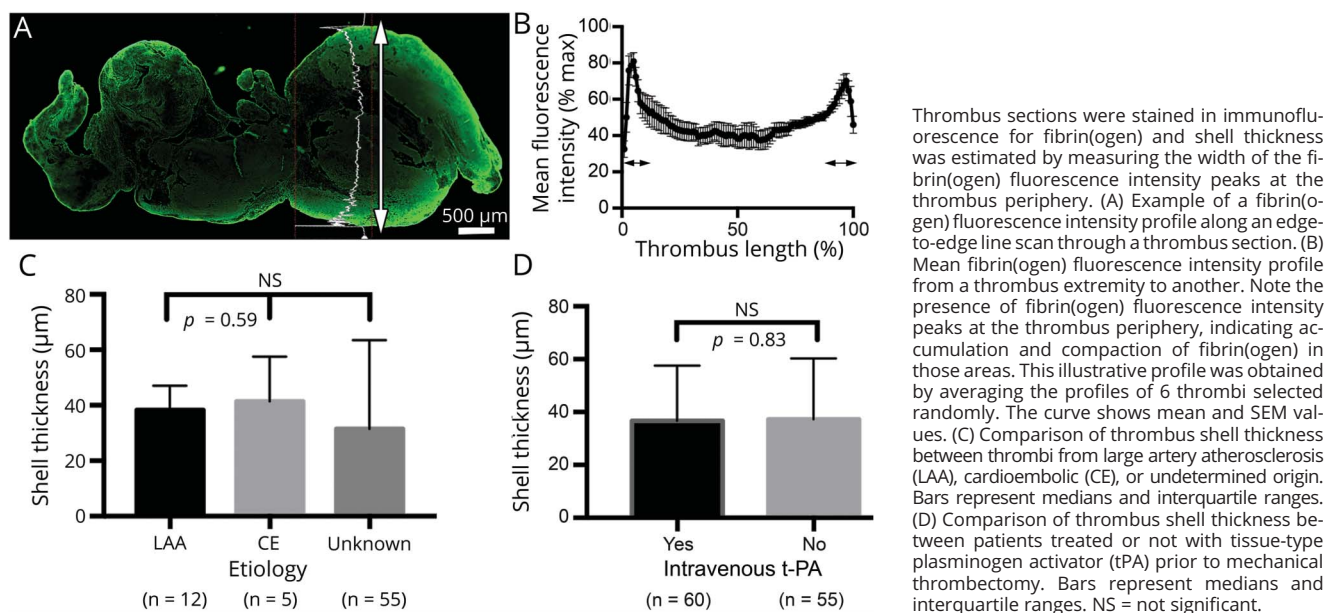 A
500 µm
B
Mean fluorescence
intensity (% max)
100
80
60
40
20
0
0
50
100
Thrombus length (%)
C
NS
p = 0.59
Shell thickness (µm)
80
60
40
20
0
LAA
CE
Unknown
Etiology
(n = 12)
(n = 5)
(n = 55)
D
NS
p = 0.83
Shell thickness (µm)
80
60
40
20
0
Yes
No
Intravenous t-PA
(n = 60)
(n = 55)
Thrombus sections were stained in immunoflu-
orescence for fibrin(ogen) and shell thickness
was estimated by measuring the width of the fi-
brin(ogen) fluorescence intensity peaks at the
thrombus periphery. (A) Example of a fibrin(o-
gen) fluorescence intensity profile along an edge-
to-edge line scan through a thrombus section. (B)
Mean fibrin(ogen) fluorescence intensity profile
from a thrombus extremity to another. Note the
presence of fibrin(ogen) fluorescence intensity
peaks at the thrombus periphery, indicating ac-
cumulation and compaction of fibrin(ogen) in
those areas. This illustrative profile was obtained
by averaging the profiles of 6 thrombi selected
randomly. The curve shows mean and SEM val-
ues. (C) Comparison of thrombus shell thickness
between thrombi from large artery atherosclerosis
(LAA), cardioembolic (CE), or undetermined origin.
Bars represent medians and interquartile ranges.
(D) Comparison of thrombus shell thickness be-
tween patients treated or not with tissue-type
plasminogen activator (tPA) prior to mechanical
thrombectomy. Bars represent medians and
interquartile ranges. NS = not significant.